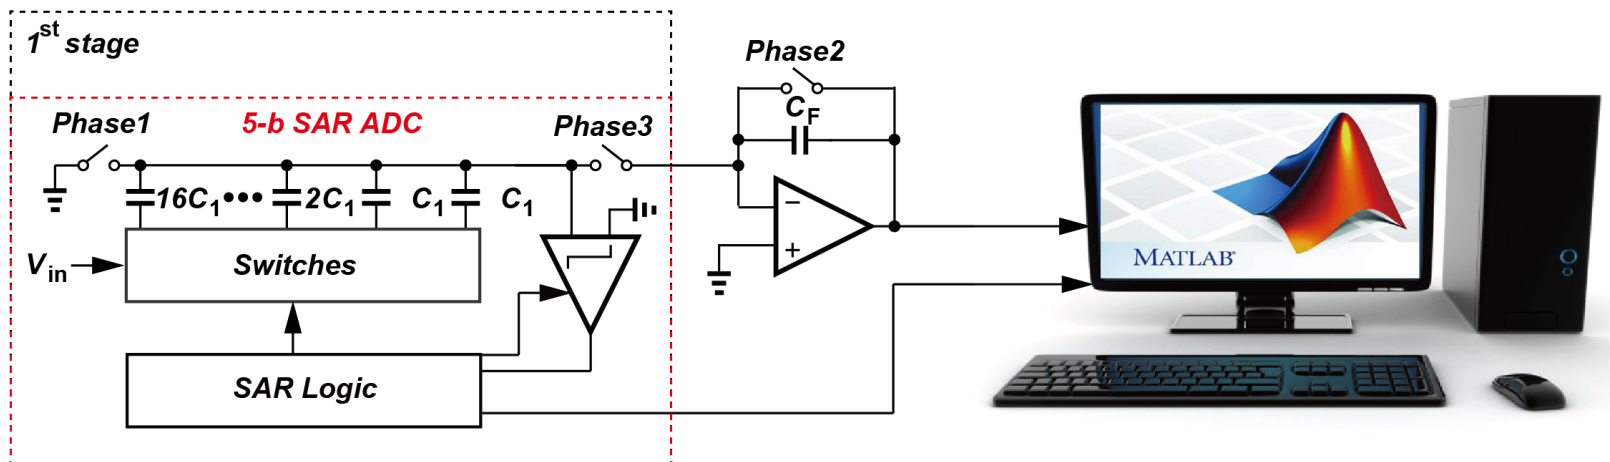 1st stage
Phase2
CF
Phase1
5-b SAR ADC
Phase3
16C1 ••• 2C1 C1 C1
Vin
Switches
−
+
SAR Logic
MATLAB®